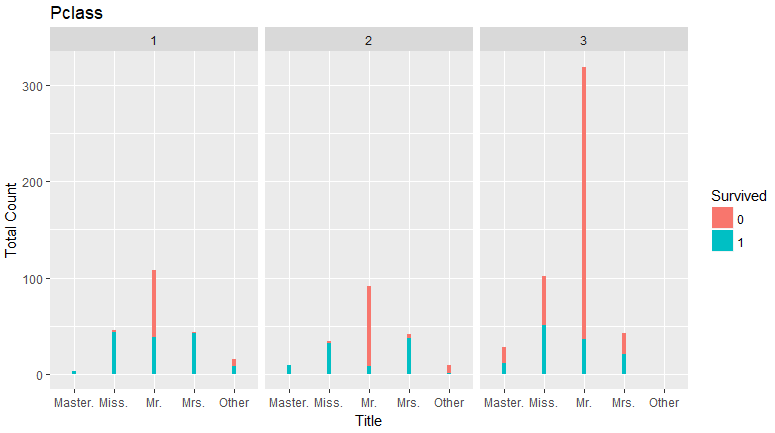 Pclass
1 2 3
300
200
100
0
Total Count
Master. Miss. Mr. Mrs. Other Master. Miss. Mr. Mrs. Other Master. Miss. Mr. Mrs. Other
Title
Survived
0
1